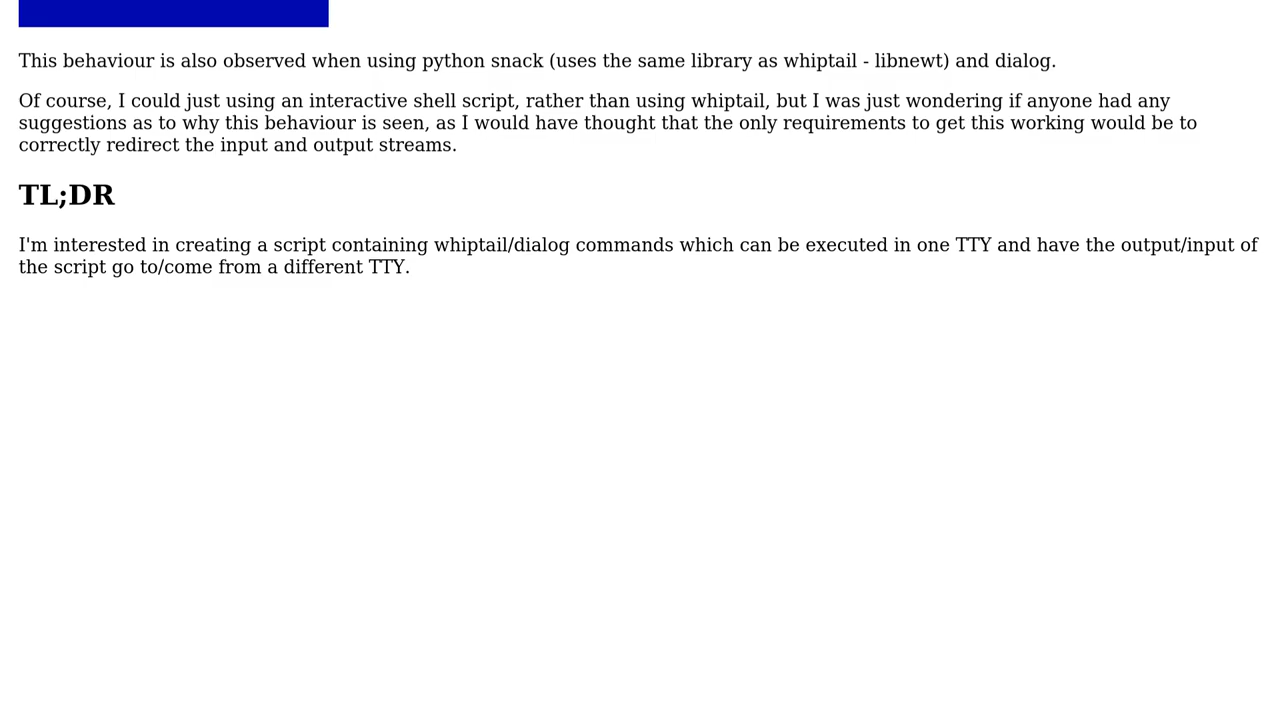 This behaviour is also observed when using python snack (uses the same library as whiptail - libnewt) and dialog.
Of course, I could just using an interactive shell script, rather than using whiptail, but I was just wondering if anyone had any
suggestions as to why this behaviour is seen, as I would have thought that the only requirements to get this working would be to
correctly redirect the input and output streams.
TL;DR
I'm interested in creating a script containing whiptail/dialog commands which can be executed in one TTY and have the output/input of
the script go to/come from a different TTY.